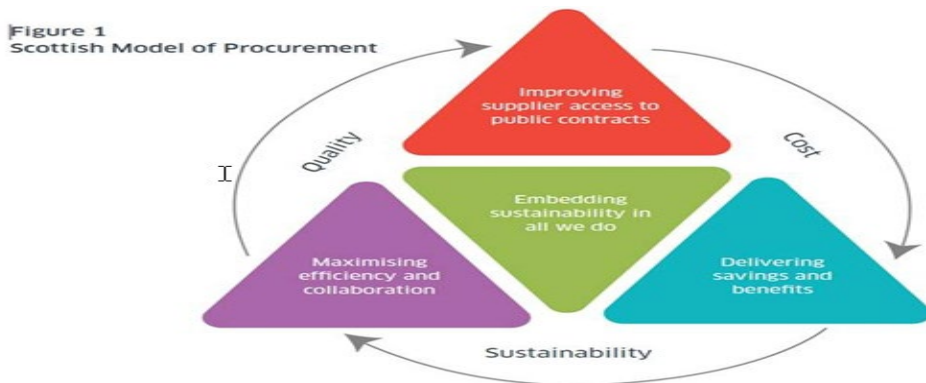 Figure 1
Scottish Model of Procurement
Improving
supplier access to
public contracts
Quality
Cost
Embedding
sustainability in
all we do
Maximising
efficiency and
collaboration
Delivering
savings and
benefits
Sustainability